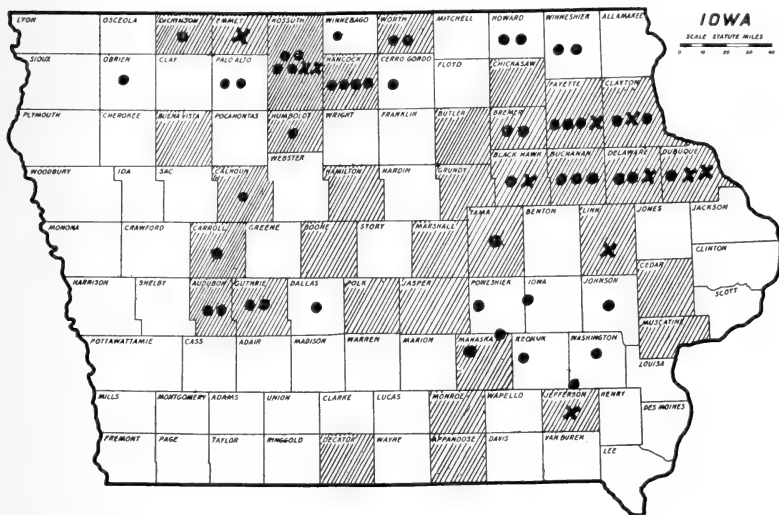 IOWA
SCALE STATUTE MILES
0 20 40
LYON OSCEOLA DICKINSON EMMET KOSSUTH WINNEBAGO WORTH MITCHELL HOWARD WINNESHIEK ALLAMAKEE
SIOUX OBRIEN CLAY PALO ALTO HANCOCK CERRO GORDO FLOYD CHICKASAW
FAYETTE CLAYTON
PLYMOUTH CHEROKEE BUENA VISTA POCAHONTAS HUMBOLDT WRIGHT FRANKLIN BUTLER BREMER
WEBSTER
BLACK HAWK BUCHANAN DELAWARE DUBUQUE
WOODBURY IDA SAC CALHOUN HAMILTON HARDIN GRUNDY
TAMA BENTON LINN JONES JACKSON
MONONA CRAWFORD CARROLL GREENE BOONE STORY MARSHALL
CLINTON
CEDAR
HARRISON SHELBY AUDUBON GUTHRIE DALLAS POLK JASPER POWESHIEK IOWA JOHNSON
SCOTT
MUSCATINE
POTTAWATTAMIE CASS ADAIR MADISON WARREN MARION MAHASKA KEOKUK WASHINGTON
LOUISA
MILLS MONTGOMERY ADAMS UNION CLARKE LUCAS MONROE WAPELLO JEFFERSON HENRY
DES MOINES
FREMONT PAGE TAYLOR RINGGOLD DECATUR WAYNE APPANOOSE DAVIS VAN BUREN
LEE